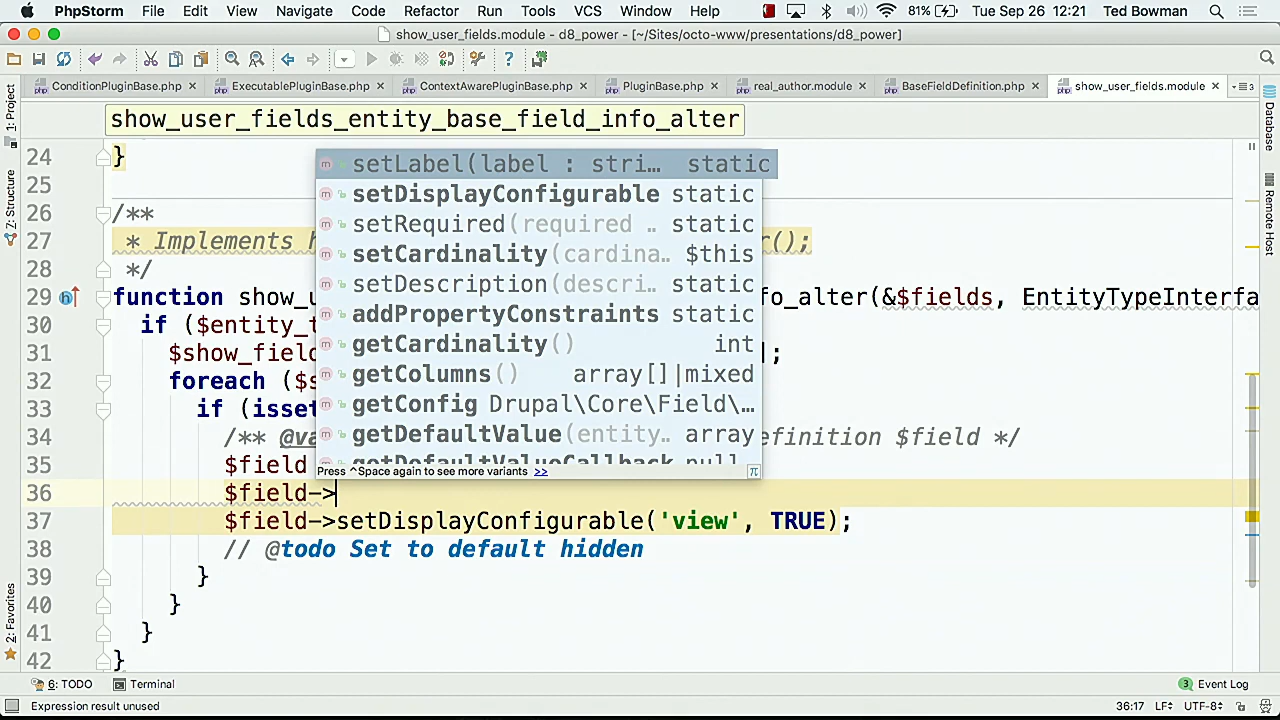 PhpStorm File Edit View Navigate Code Refactor Run Tools VCS Window Help 81% Tue Sep 26 12:21 Ted Bowman
show_user_fields.module - d8_power - [~/Sites/octo-www/presentations/d8_power]
ConditionPluginBase.php ExecutablePluginBase.php ContextAwarePluginBase.php PluginBase.php real_author.module BaseFieldDefinition.php show_user_fields.module
1: Project
Z: Structure
2: Favorites
Database
Remote Host
show_user_fields_entity_base_field_info_alter
24 }
25
26 /**
27 * Implements h r();
28 */
29 function show_u fo_alter(&$fields, EntityTypeInterfa
30 if ($entity_t
31 $show_field ];
32 foreach ($s
33 if (isset
34 /** @va efinition $field */
35 $field
36 $field->
37 $field->setDisplayConfigurable('view', TRUE);
38 // @todo Set to default hidden
39 }
40 }
41 }
42 }
setLabel(label : stri… static
setDisplayConfigurable static
setRequired(required .. static
setCardinality(cardina.. $this
setDescription(descri.. static
addPropertyConstraints static
getCardinality() int
getColumns() array[]|mixed
getConfig Drupal\Core\Field\…
getDefaultValue(entity.. array
getDefaultValueCallback null
Press ^Space again to see more variants >>
6: TODO Terminal 3 Event Log
Expression result unused 36:17 LF UTF-8